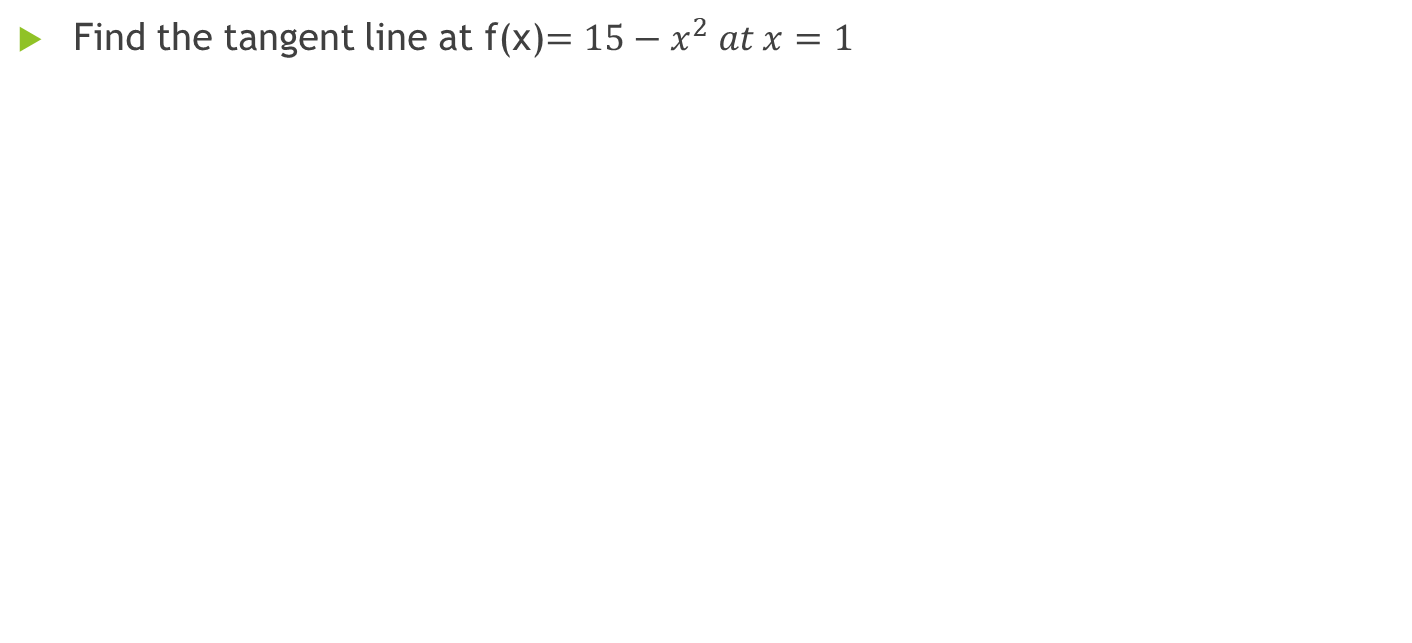 Find the tangent line at f(x)= 15 – x² at x = 1